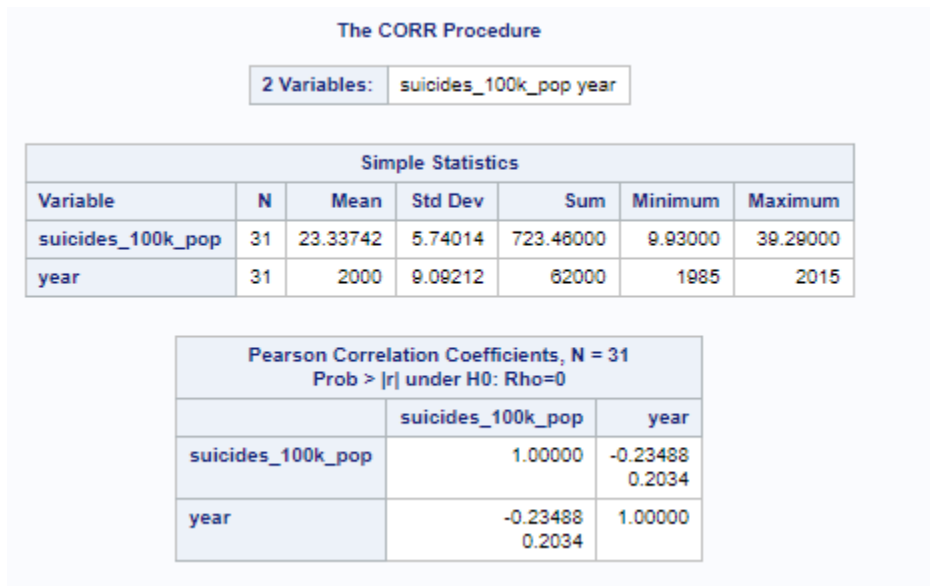 The CORR Procedure
2 Variables: suicides_100k_pop year
Simple Statistics
Variable N Mean Std Dev Sum Minimum Maximum
suicides_100k_pop 31 23.33742 5.74014 723.46000 9.93000 39.29000
year 31 2000 9.09212 62000 1985 2015
Pearson Correlation Coefficients, N = 31
Prob > |r| under H0: Rho=0
suicides_100k_pop year
suicides_100k_pop 1.00000 -0.23488
0.2034
year -0.23488 1.00000
0.2034